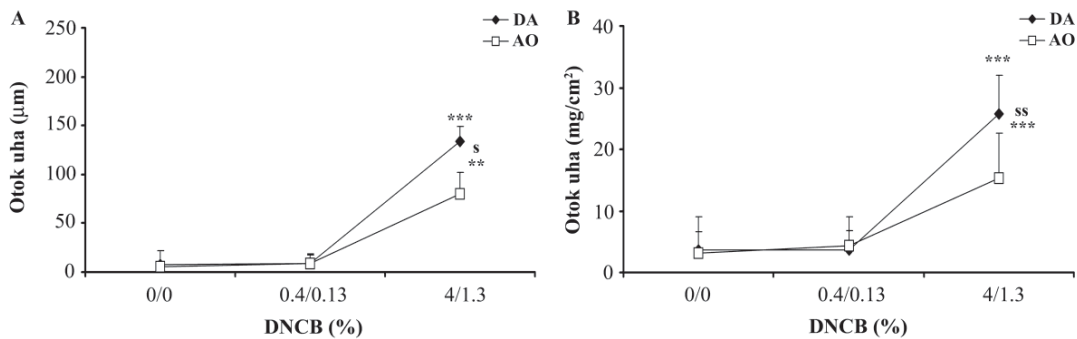 A
DA
AO
Otok uha (μm)
250
200
150
100
50
0
***
s
**
0/0 0.4/0.13 4/1.3
DNCB (%)
B
DA
AO
Otok uha (mg/cm²)
40
30
20
10
0
***
ss
***
0/0 0.4/0.13 4/1.3
DNCB (%)